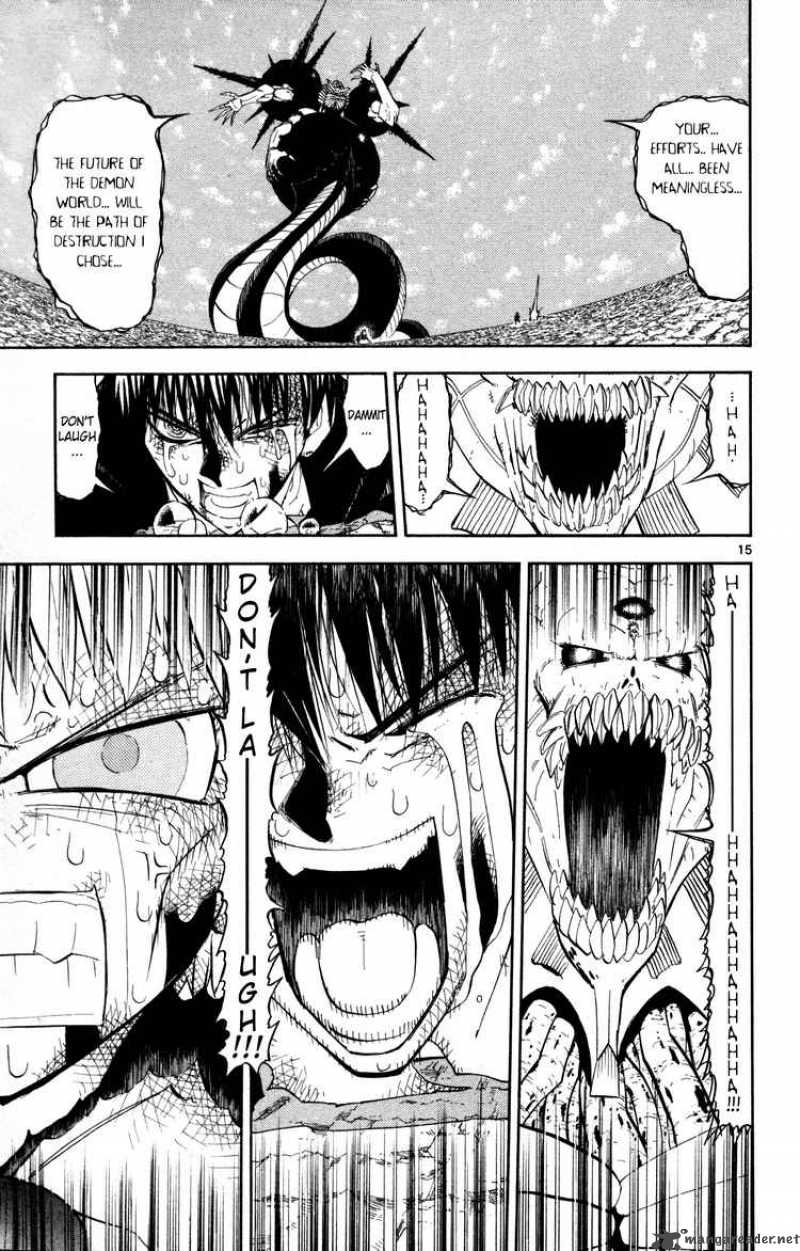 YOUR...
EFFORTS.. HAVE
ALL... BEEN
MEANINGLESS...
THE FUTURE OF
THE DEMON
WORLD... WILL
BE THE PATH OF
DESTRUCTION I
CHOSE...
...HAH.
HAHAHAHA...
DAMMIT
...
DON'T
LAUGH
...
15
HA——HHAHHAHHAHHAHHA!!!
DON'T LA——UGH!!!
mangareader.net